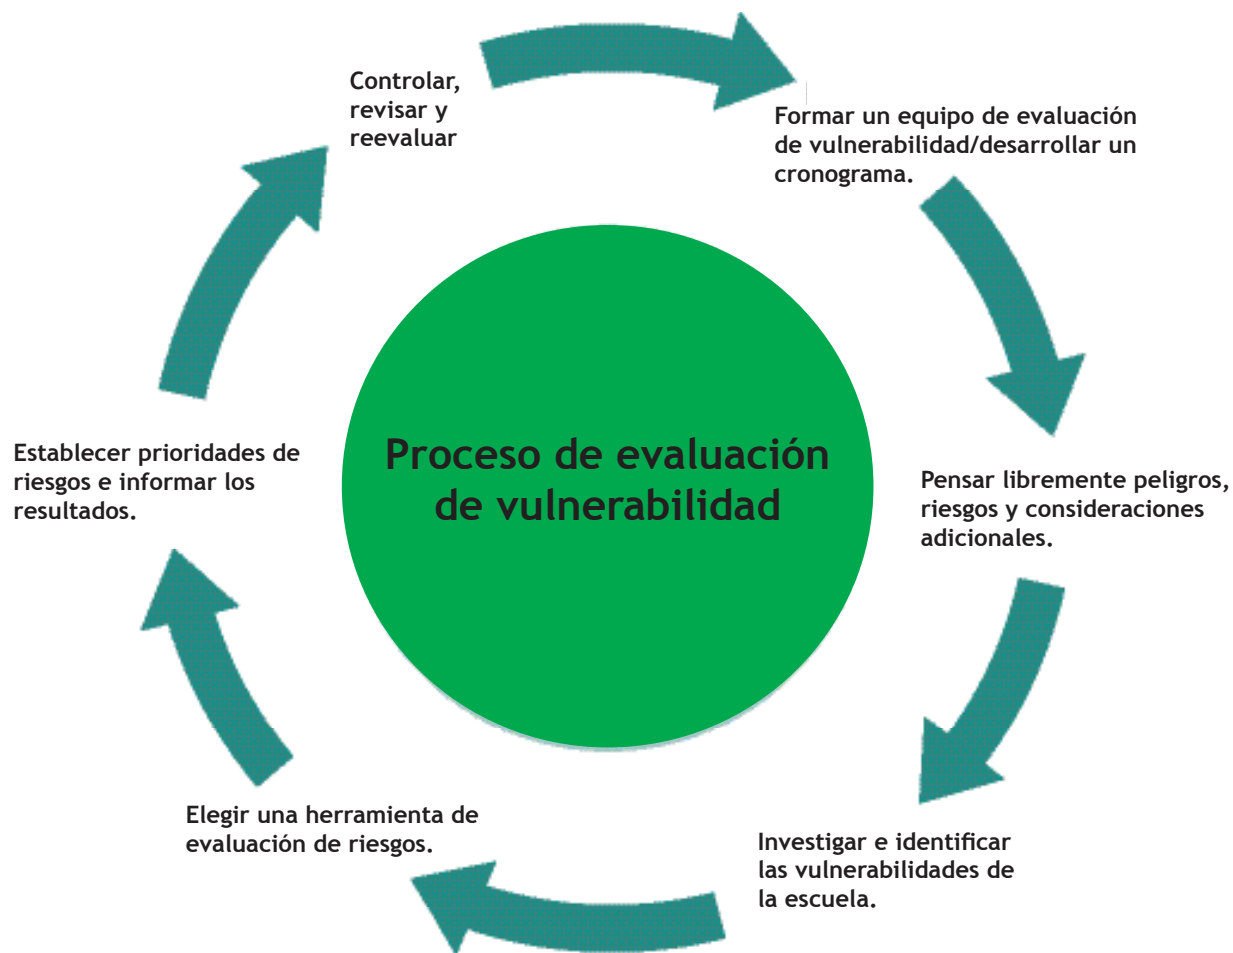 Controlar,
revisar y
reevaluar
Formar un equipo de evaluación
de vulnerabilidad/desarrollar un
cronograma.
Proceso de evaluación
de vulnerabilidad
Establecer prioridades de
riesgos e informar los
resultados.
Pensar libremente peligros,
riesgos y consideraciones
adicionales.
Elegir una herramienta de
evaluación de riesgos.
Investigar e identificar
las vulnerabilidades de
la escuela.